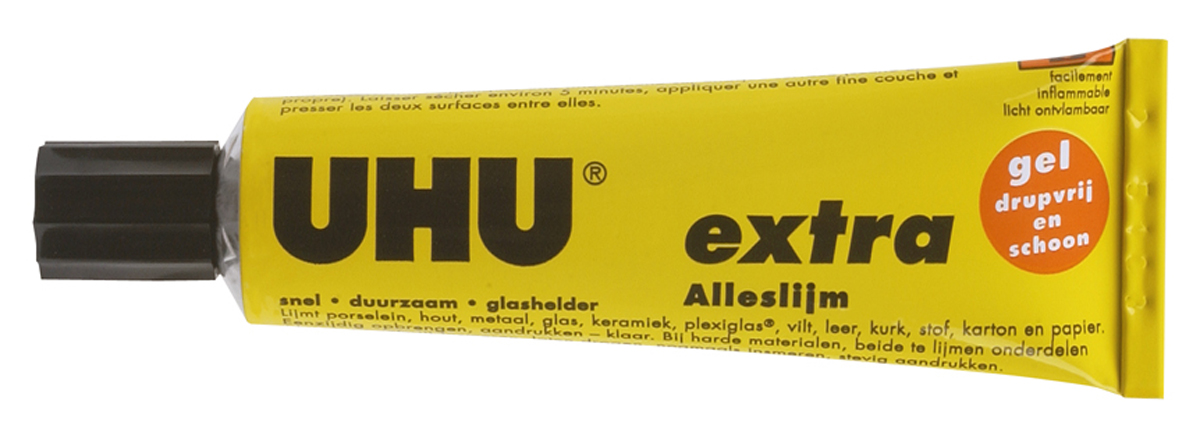 propre). Laisser sécher environ 5 minutes, appliquer une autre fine couche et
presser les deux surfaces entre elles.
facilement
inflammable
licht ontvlambaar
UHU®
extra
Alleslijm
gel
drupvrij
en
schoon
snel • duurzaam • glashelder
Lijmt porselein, hout, metaal, glas, keramiek, plexiglas®, vilt, leer, kurk, stof, karton en papier.
Eenzijdig opbrengen, aandrukken – klaar. Bij harde materialen, beide te lijmen onderdelen
insmeren, stevig aandrukken.